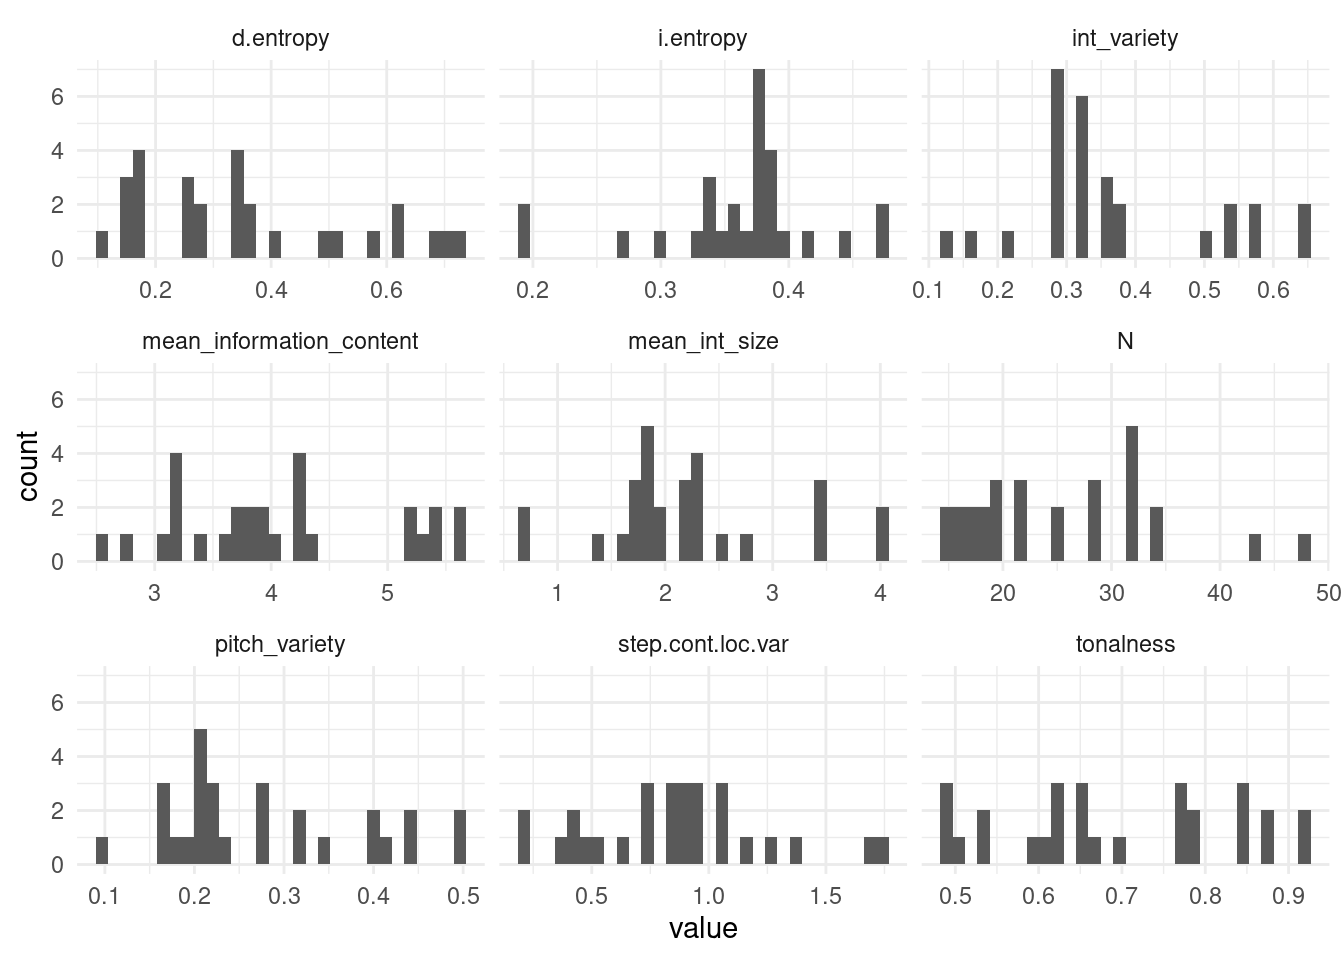 d.entropy i.entropy int_variety
6
4
2
0
0.2 0.4 0.6 0.2 0.3 0.4 0.1 0.2 0.3 0.4 0.5 0.6
mean_information_content mean_int_size N
6
4
2
0
3 4 5 1 2 3 4 20 30 40 50
count
pitch_variety step.cont.loc.var tonalness
6
4
2
0
0.1 0.2 0.3 0.4 0.5 0.5 1.0 1.5 0.5 0.6 0.7 0.8 0.9
value